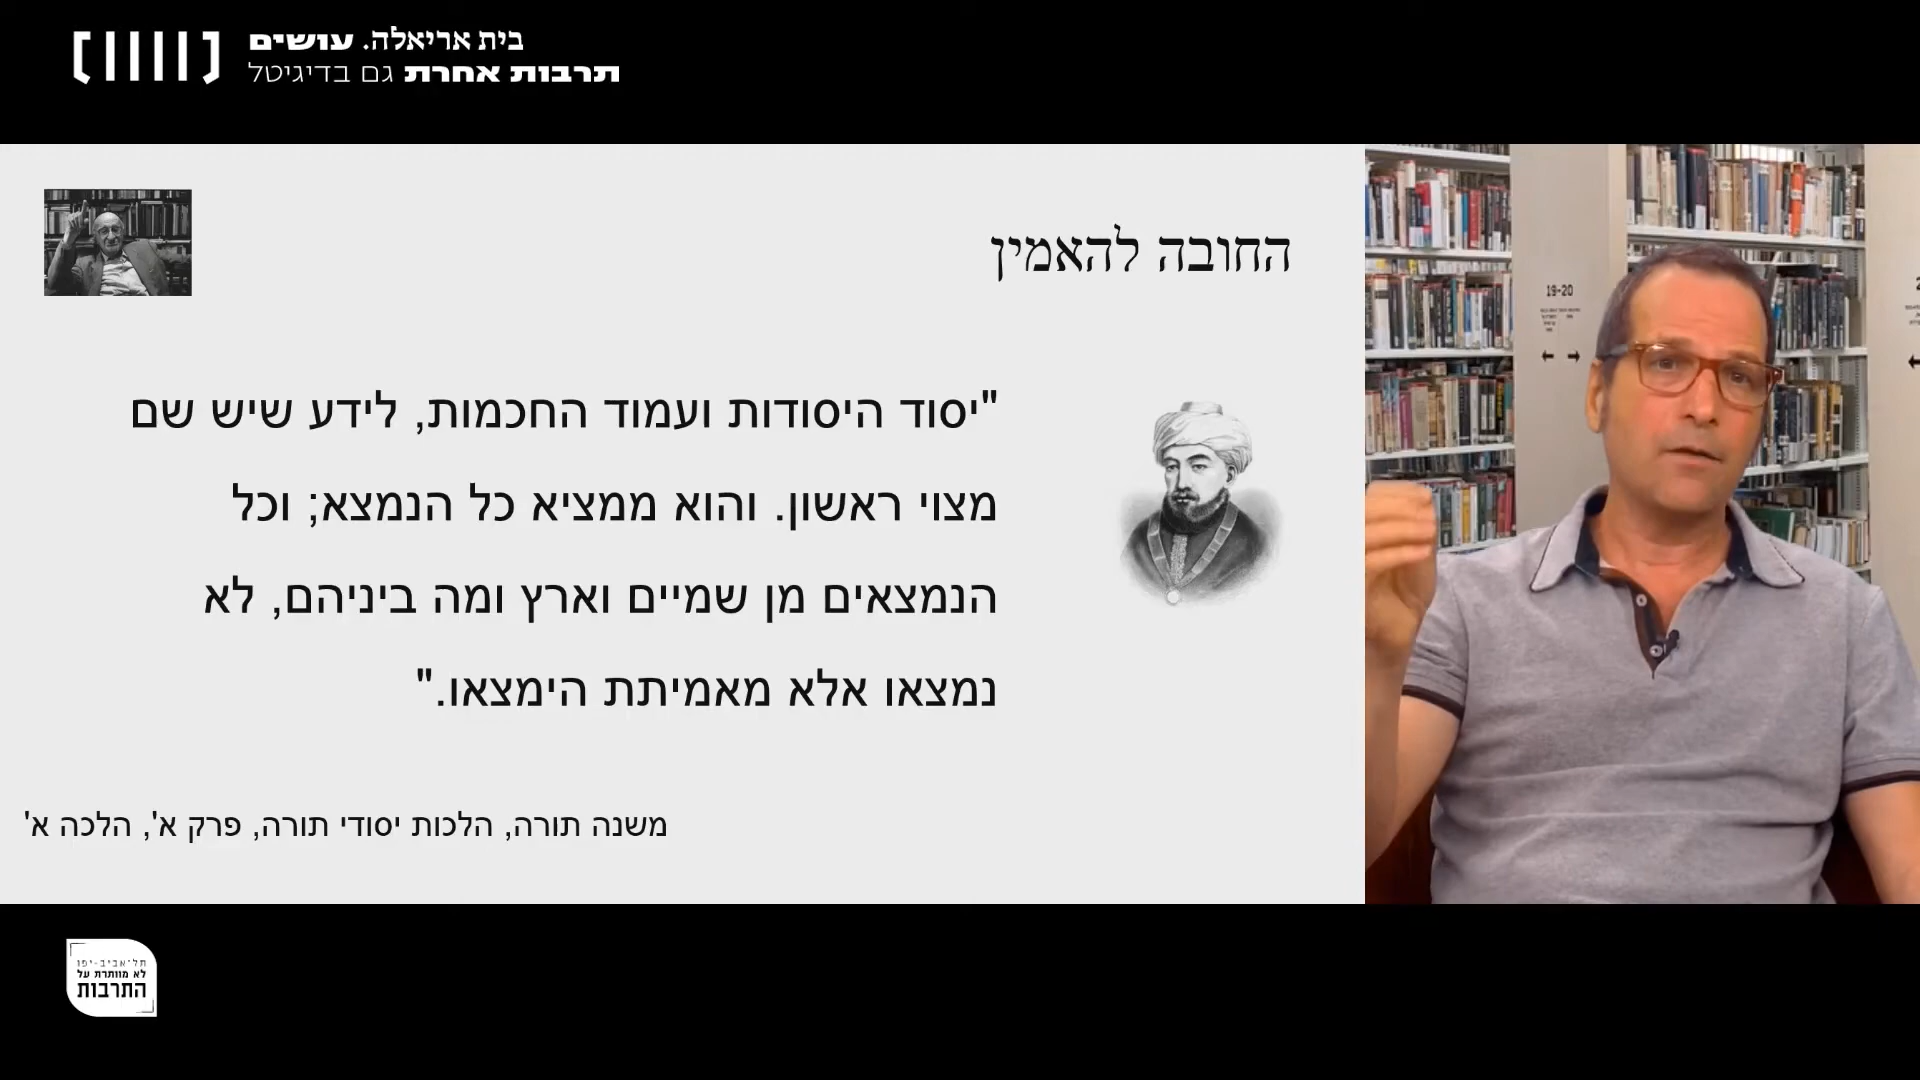 בית אריאלה. עושים
תרבות אחרת גם בדיגיטל
החובה להאמין
"יסוד היסודות ועמוד החכמות, לידע שיש שם
מצוי ראשון. והוא ממציא כל הנמצא; וכל
הנמצאים מן שמיים וארץ ומה ביניהם, לא
נמצאו אלא מאמיתת הימצאו."
משנה תורה, הלכות יסודי תורה, פרק א', הלכה א'
19-20
תל-אביב-יפו
לא מוותרת על
התרבות